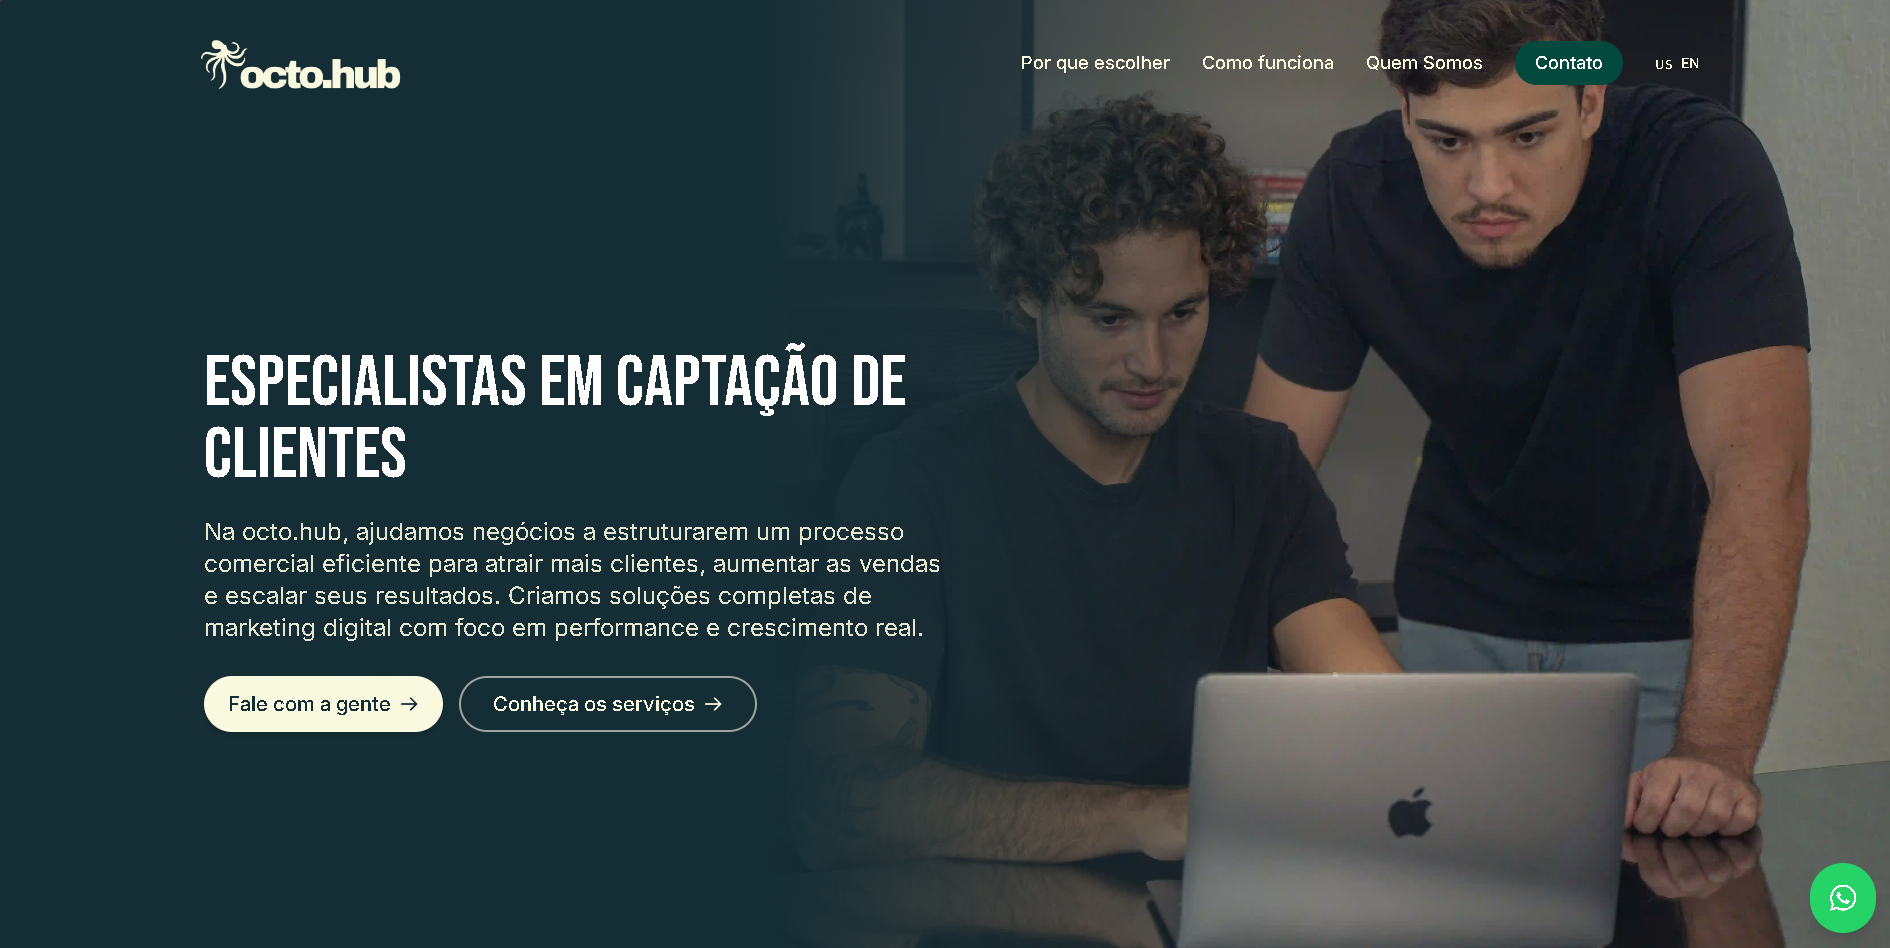 octo.hub
Por que escolher
Como funciona
Quem Somos
Contato
US EN
ESPECIALISTAS EM CAPTAÇÃO DE
CLIENTES
Na octo.hub, ajudamos negócios a estruturarem um processo
comercial eficiente para atrair mais clientes, aumentar as vendas
e escalar seus resultados. Criamos soluções completas de
marketing digital com foco em performance e crescimento real.
Fale com a gente →
Conheça os serviços →